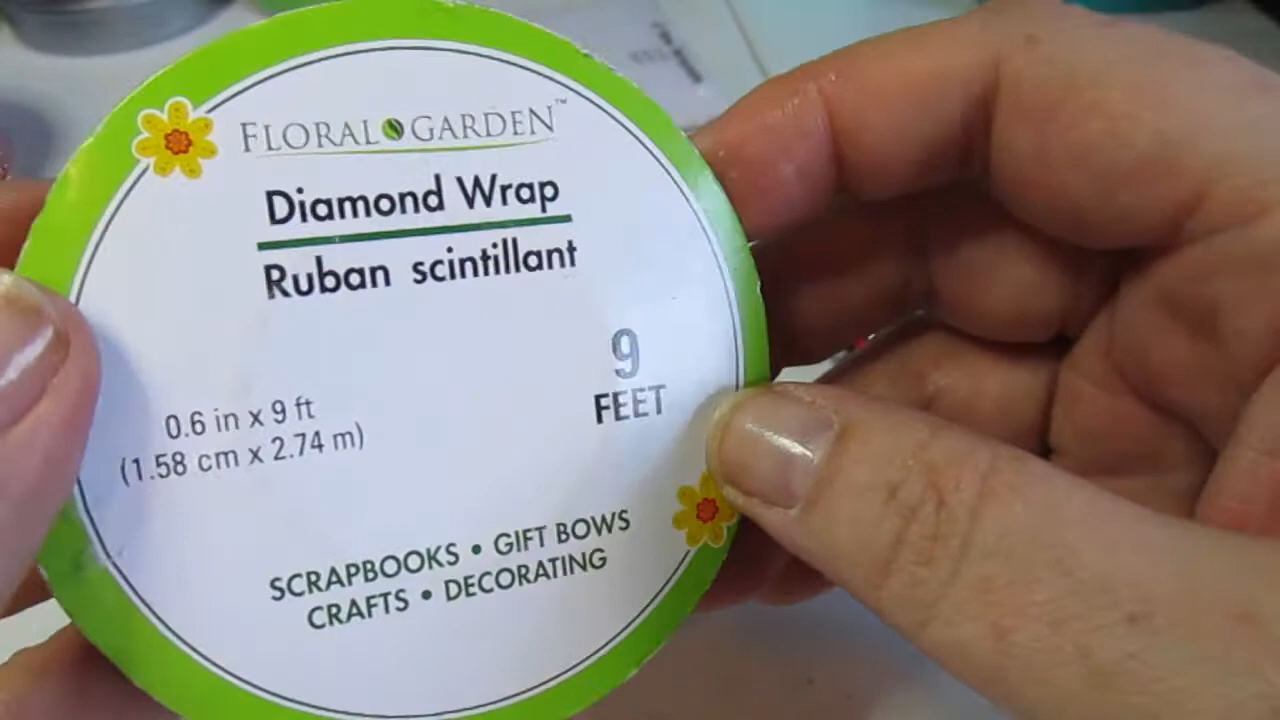 FLORAL GARDEN™
Diamond Wrap
Ruban scintillant
9
FEET
0.6 in x 9 ft
(1.58 cm x 2.74 m)
SCRAPBOOKS • GIFT BOWS
CRAFTS • DECORATING